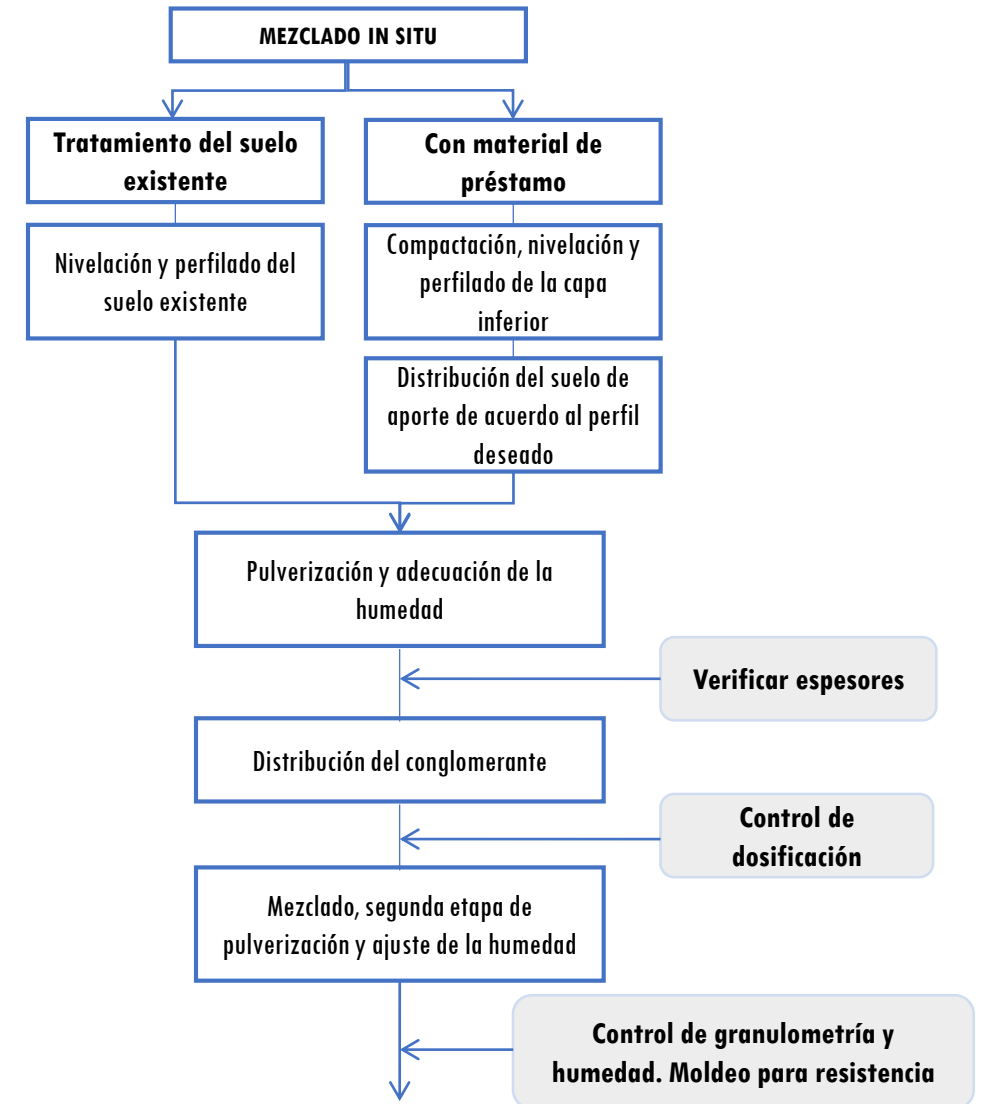 MEZCLADO IN SITU
Tratamiento del suelo
existente
Con material de
préstamo
Nivelación y perfilado del
suelo existente
Compactación, nivelación y
perfilado de la capa
inferior
Distribución del suelo de
aporte de acuerdo al perfil
deseado
Pulverización y adecuación de la
humedad
Verificar espesores
Distribución del conglomerante
Control de
dosificación
Mezclado, segunda etapa de
pulverización y ajuste de la humedad
Control de granulometría y
humedad. Moldeo para resistencia